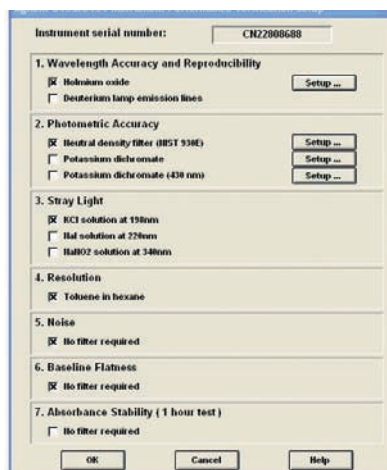 Instrument serial number: CN22808688
1. Wavelength Accuracy and Reproducibility
Holmium oxide Setup ...
Deuterium lamp emission lines
2. Photometric Accuracy
Neutral density filter (NIST 930E) Setup ...
Potassium dichromate Setup ...
Potassium dichromate (430 nm) Setup ...
3. Stray Light
KCl solution at 198nm
NaI solution at 220nm
NaNO2 solution at 340nm
4. Resolution
Toluene in hexane
5. Noise
No filter required
6. Baseline Flatness
No filter required
7. Absorbance Stability ( 1 hour test )
No filter required
OK Cancel Help